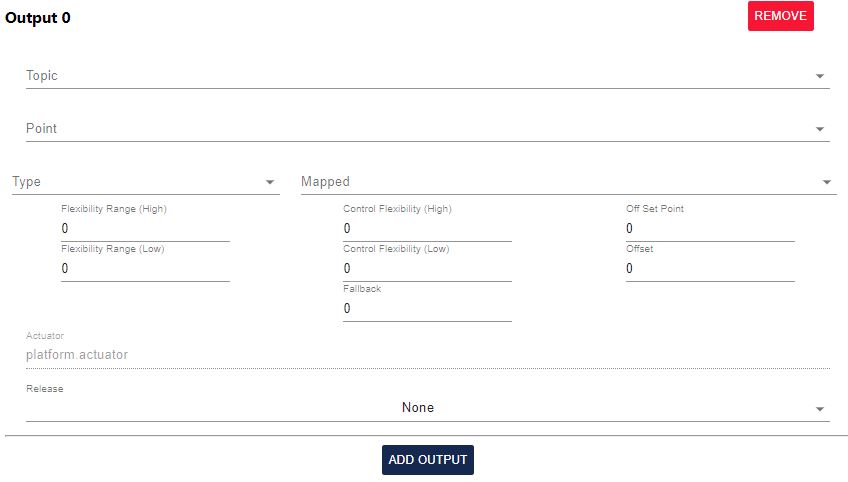 Output 0
REMOVE
Topic
Point
Type
Mapped
Flexibility Range (High)
Control Flexibility (High)
Off Set Point
0
0
0
Flexibility Range (Low)
Control Flexibility (Low)
Offset
0
0
0
Fallback
0
Actuator
platform.actuator
Release
None
ADD OUTPUT